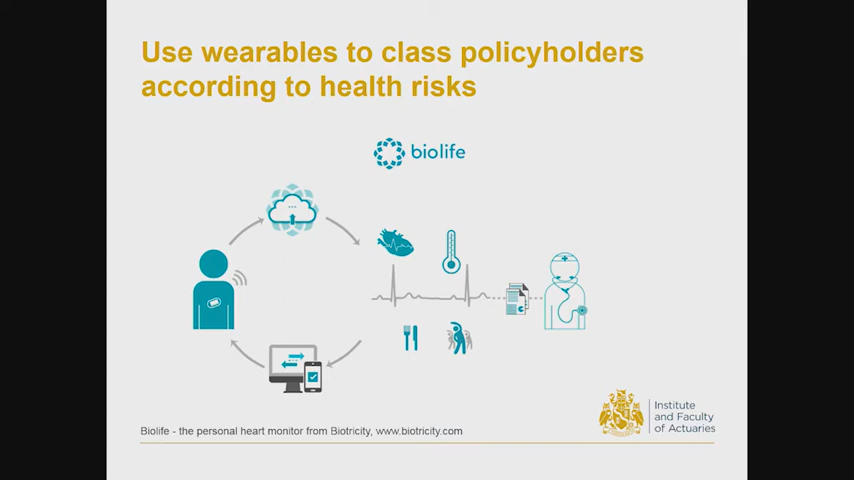 Use wearables to class policyholders
according to health risks
biolife
Institute
and Faculty
of Actuaries
Biolife - the personal heart monitor from Biotricity, www.biotricity.com